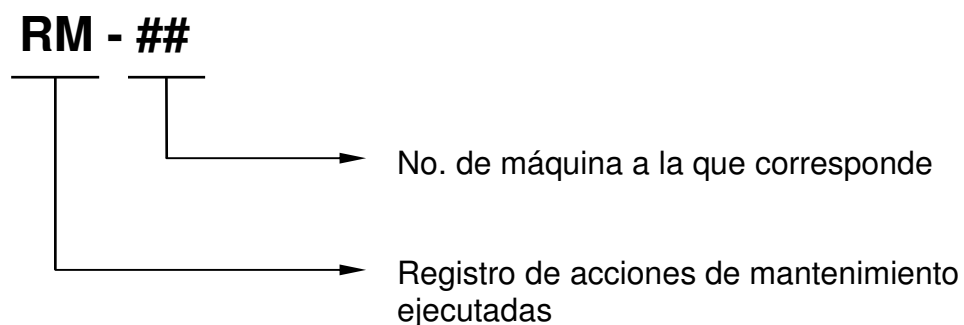 RM - ##
No. de máquina a la que corresponde
Registro de acciones de mantenimiento
ejecutadas